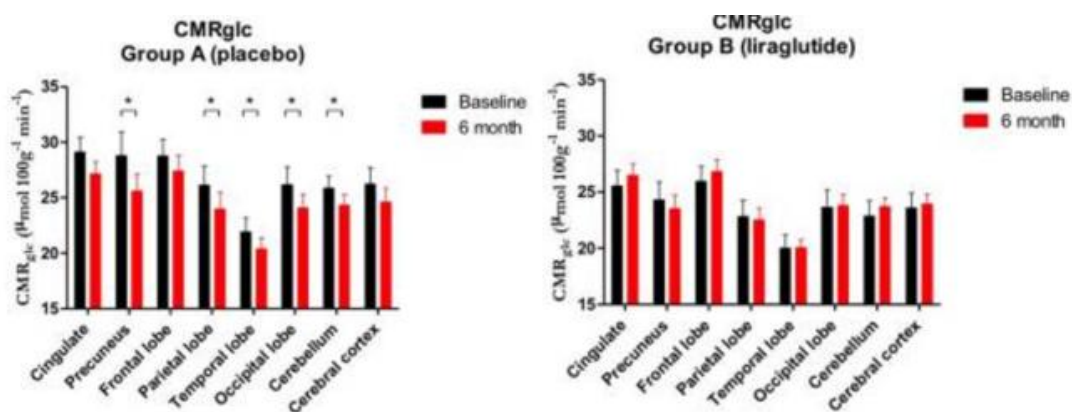 CMRglc
Group A (placebo)
CMRglc (μmol 100g-1 min-1)
35
30
25
20
15
* * * * *
Baseline
6 month
Cingulate
Precuneus
Frontal lobe
Parietal lobe
Temporal lobe
Occipital lobe
Cerebellum
Cerebral cortex
CMRglc
Group B (liraglutide)
CMRglc (μmol 100g-1 min-1)
35
30
25
20
15
Baseline
6 month
Cingulate
Precuneus
Frontal lobe
Parietal lobe
Temporal lobe
Occipital lobe
Cerebellum
Cerebral cortex